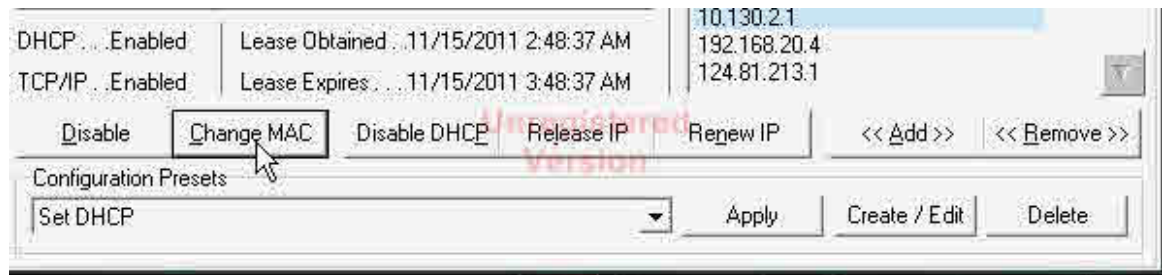 10.130.2.1
DHCP . . .Enabled Lease Obtained . .11/15/2011 2:48:37 AM 192.168.20.4
TCP/IP . .Enabled Lease Expires . . . .11/15/2011 3:48:37 AM 124.81.213.1
Disable Change MAC Disable DHCP Release IP Renew IP << Add >> << Remove >>
Unregistered
Version
Configuration Presets
Set DHCP Apply Create / Edit Delete